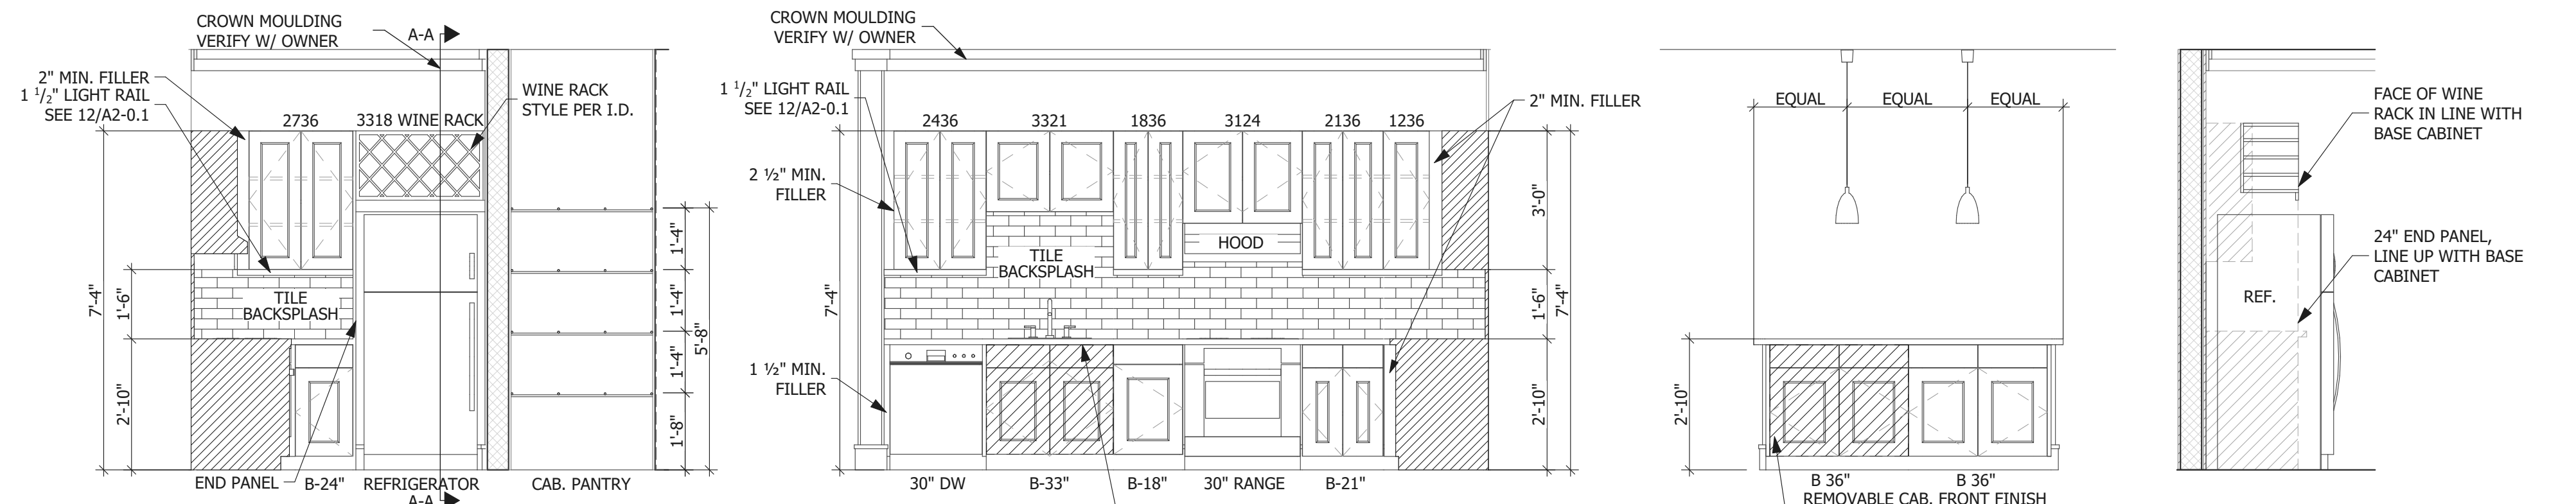 CROWN MOULDING
VERIFY W/ OWNER
A-A
2" MIN. FILLER
1 1/2" LIGHT RAIL
SEE 12/A2-0.1
WINE RACK
STYLE PER I.D.
2736
3318 WINE RACK
7'-4"
1'-6"
2'-10"
TILE
BACKSPLASH
1'-4"
1'-4"
1'-4"
1'-8"
5'-8"
END PANEL
B-24"
REFRIGERATOR
CAB. PANTRY
A-A
CROWN MOULDING
VERIFY W/ OWNER
1 1/2" LIGHT RAIL
SEE 12/A2-0.1
2" MIN. FILLER
2436
3321
1836
3124
2136
1236
2 ½" MIN.
FILLER
HOOD
TILE
BACKSPLASH
7'-4"
3'-0"
1'-6"
7'-4"
2'-10"
1 ½" MIN.
FILLER
30" DW
B-33"
B-18"
30" RANGE
B-21"
EQUAL
EQUAL
EQUAL
2'-10"
B 36"
B 36"
REMOVABLE CAB. FRONT FINISH
FACE OF WINE
RACK IN LINE WITH
BASE CABINET
24" END PANEL,
LINE UP WITH BASE
CABINET
REF.